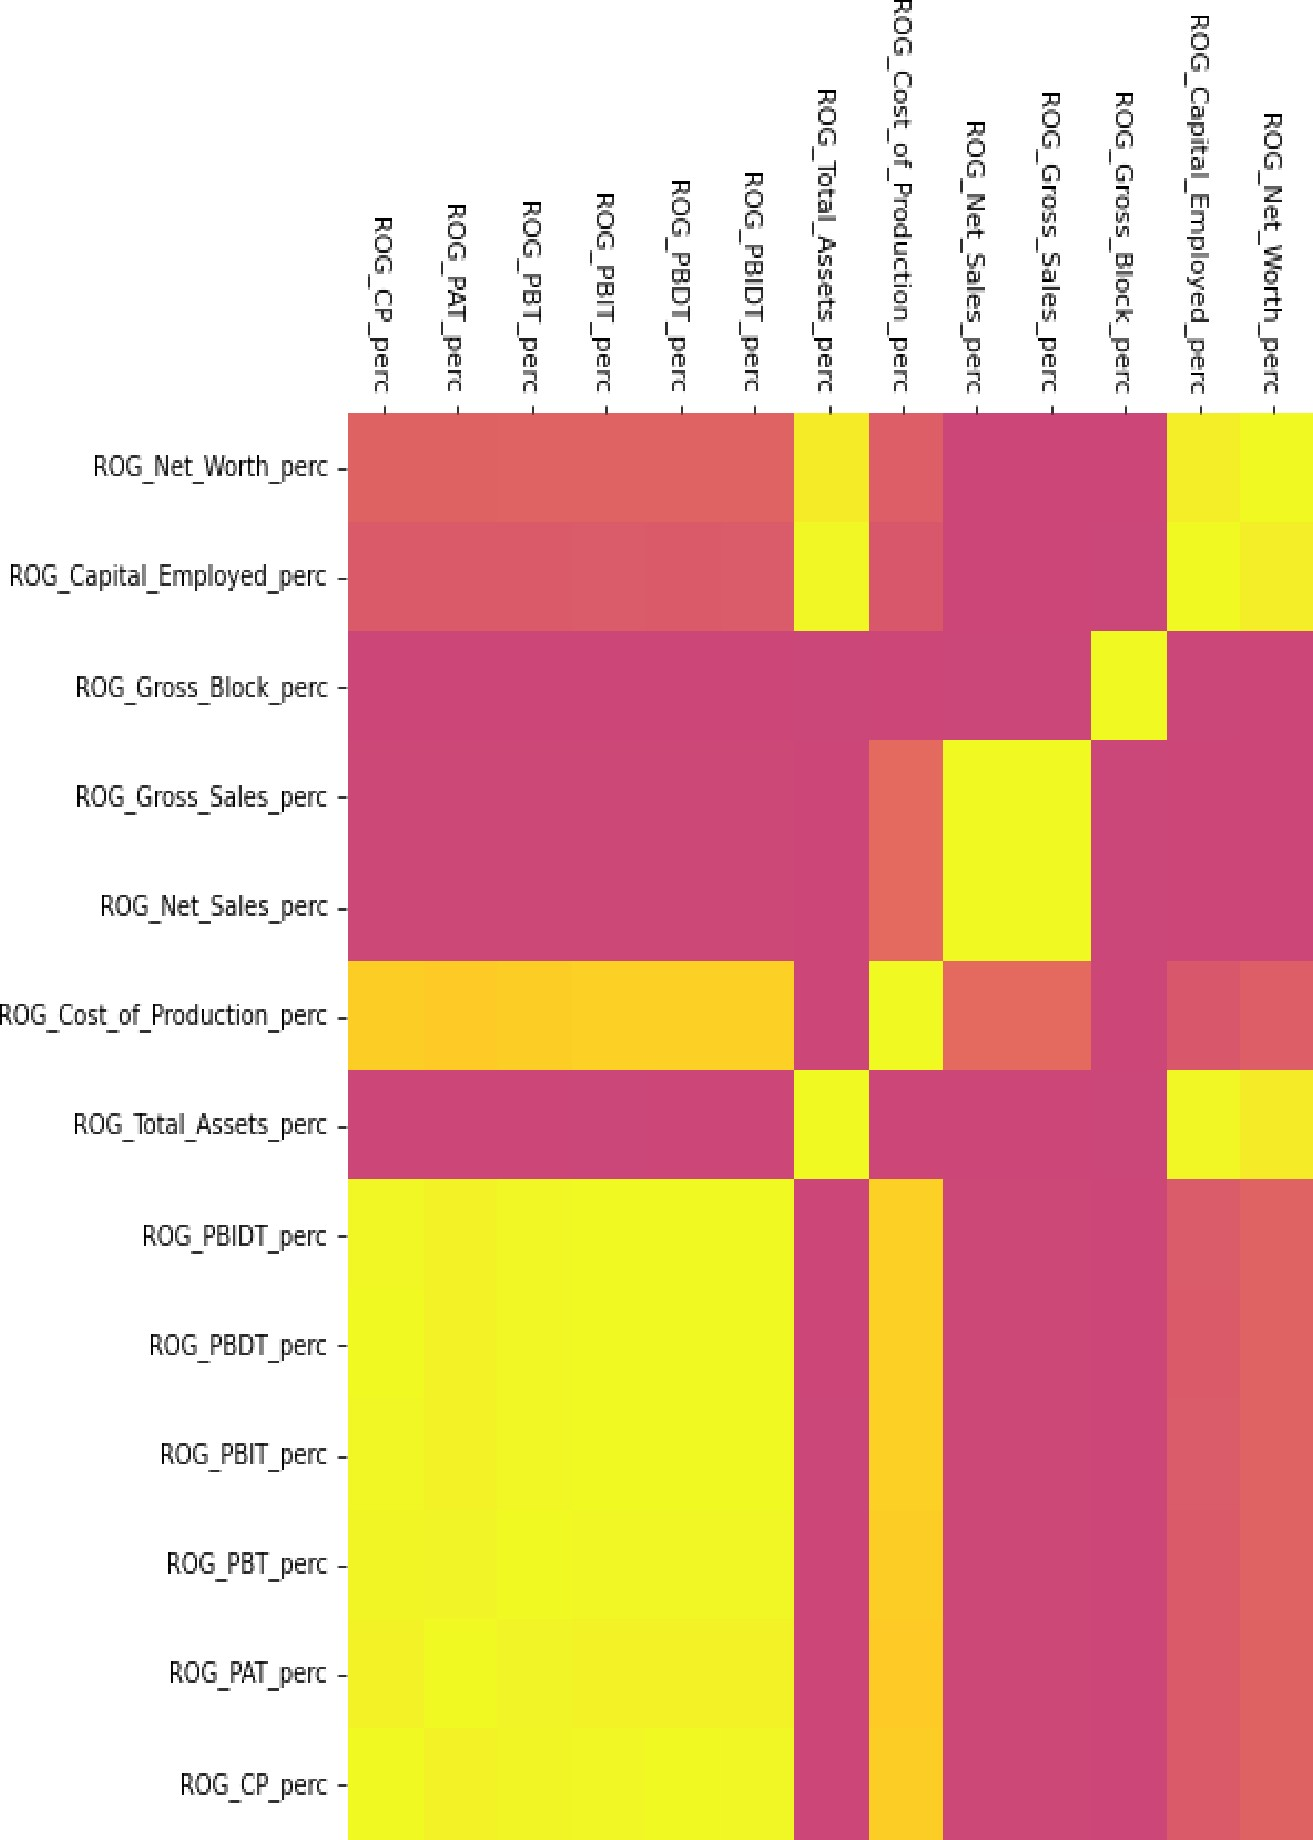 ROG_CP_perc
ROG_PAT_perc
ROG_PBT_perc
ROG_PBIT_perc
ROG_PBDT_perc
ROG_PBIDT_perc
ROG_Total_Assets_perc
ROG_Cost_of_Production_perc
ROG_Net_Sales_perc
ROG_Gross_Sales_perc
ROG_Gross_Block_perc
ROG_Capital_Employed_perc
ROG_Net_Worth_perc
ROG_Net_Worth_perc
ROG_Capital_Employed_perc
ROG_Gross_Block_perc
ROG_Gross_Sales_perc
ROG_Net_Sales_perc
ROG_Cost_of_Production_perc
ROG_Total_Assets_perc
ROG_PBIDT_perc
ROG_PBDT_perc
ROG_PBIT_perc
ROG_PBT_perc
ROG_PAT_perc
ROG_CP_perc